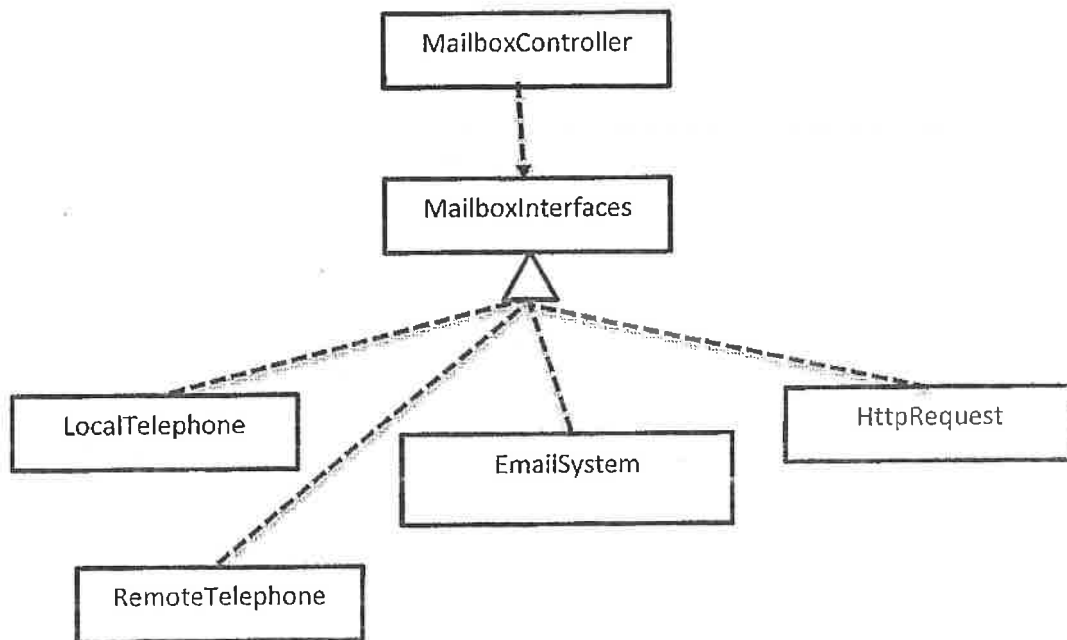 MailboxController
MailboxInterfaces
LocalTelephone
HttpRequest
EmailSystem
RemoteTelephone